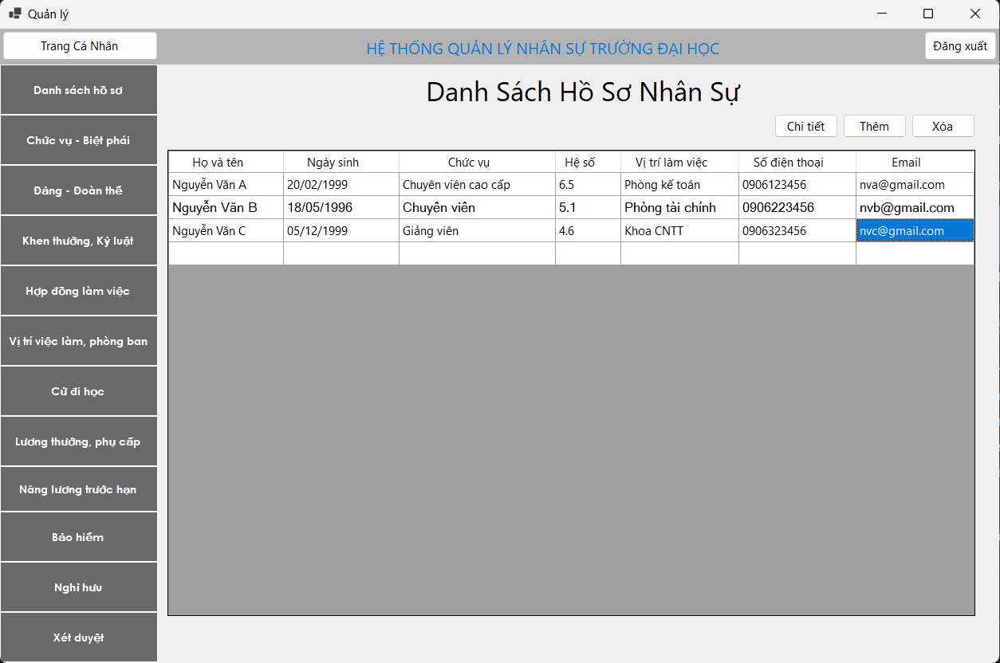 Quản lý
Trang Cá Nhân
HỆ THỐNG QUẢN LÝ NHÂN SỰ TRƯỜNG ĐẠI HỌC
Đăng xuất
Danh sách hồ sơ
Chức vụ - Biệt phái
Đảng - Đoàn thể
Khen thưởng, Kỷ luật
Hợp đồng làm việc
Vị trí việc làm, phòng ban
Cử đi học
Lương thưởng, phụ cấp
Nâng lương trước hạn
Bảo hiểm
Nghỉ hưu
Xét duyệt
Danh Sách Hồ Sơ Nhân Sự
Chi tiết Thêm Xóa
Họ và tên Ngày sinh Chức vụ Hệ số Vị trí làm việc Số điện thoại Email
Nguyễn Văn A 20/02/1999 Chuyên viên cao cấp 6.5 Phòng kế toán 0906123456 nva@gmail.com
Nguyễn Văn B 18/05/1996 Chuyên viên 5.1 Phòng tài chính 0906223456 nvb@gmail.com
Nguyễn Văn C 05/12/1999 Giảng viên 4.6 Khoa CNTT 0906323456 nvc@gmail.com